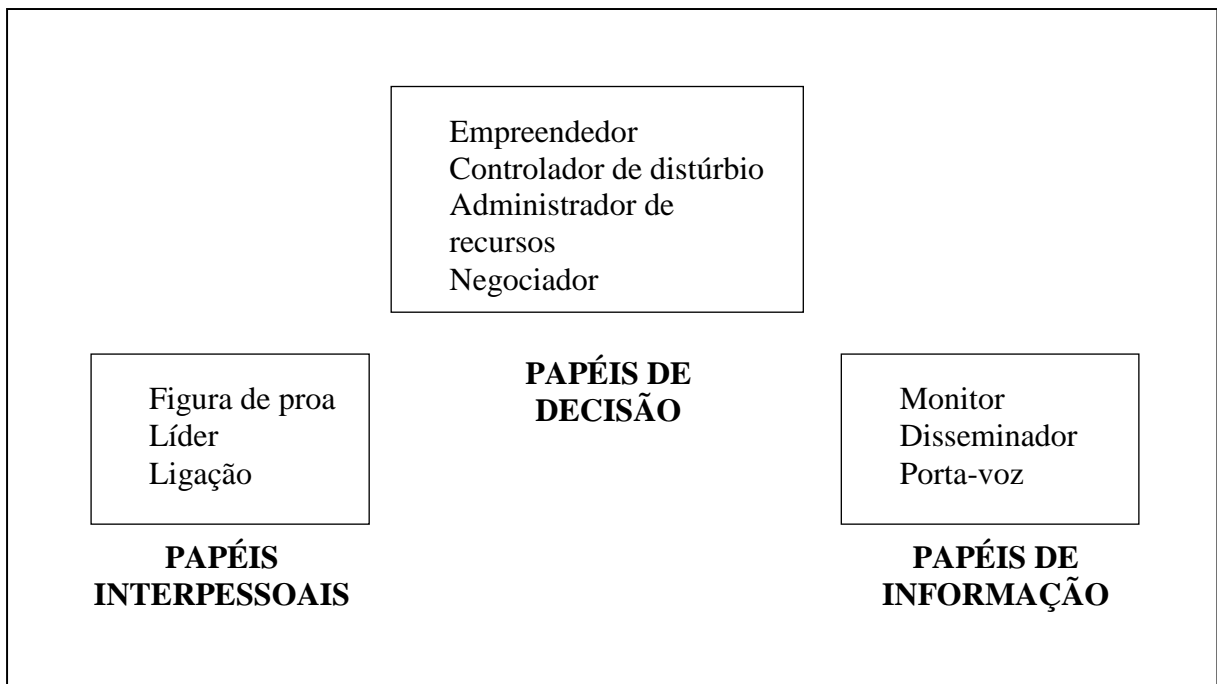 Empreendedor
Controlador de distúrbio
Administrador de
recursos
Negociador
PAPÉIS DE
DECISÃO
Figura de proa
Líder
Ligação
PAPÉIS
INTERPESSOAIS
Monitor
Disseminador
Porta-voz
PAPÉIS DE
INFORMAÇÃO